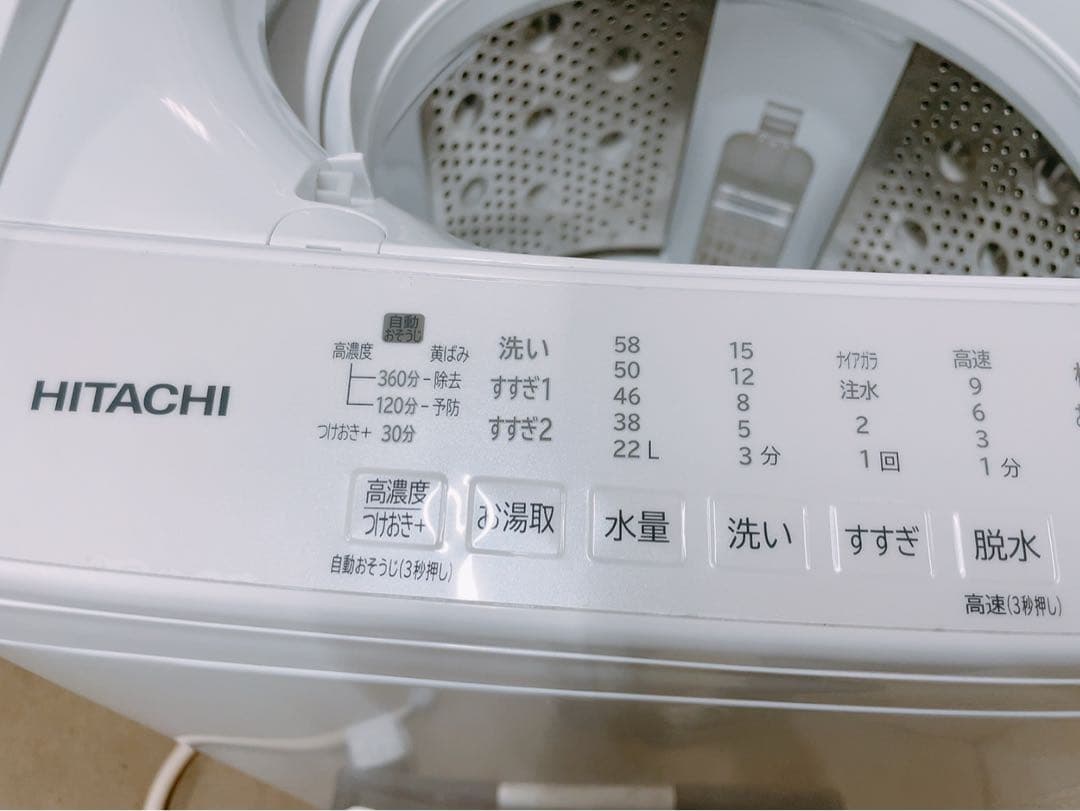 HITACHI
自動
おそうじ
高濃度 黄ばみ
360分-除去
120分-予防
つけおき+ 30分
洗い
すすぎ1
すすぎ2
58
50
46
38
22 L
15
12
8
5
3 分
ナイアガラ
注水
2
1 回
高速
9
6
3
1 分
高濃度
つけおき+
自動おそうじ(3秒押し)
お湯取
水量
洗い
すすぎ
脱水
高速(3秒押し)